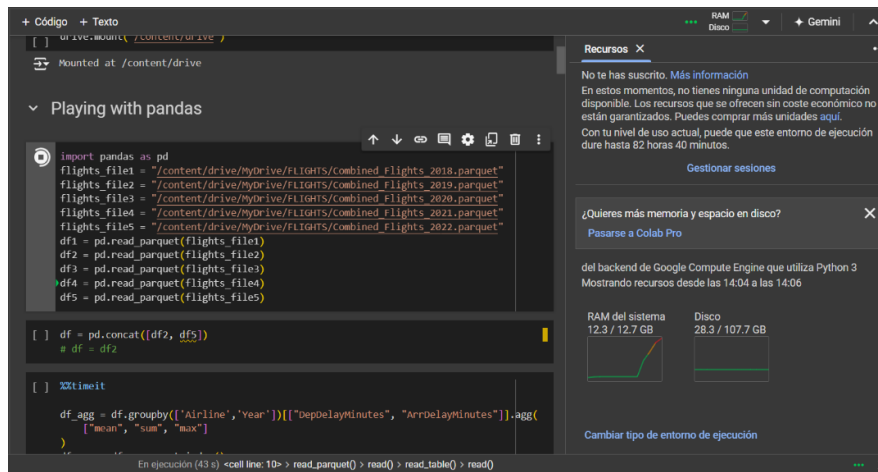 + Código + Texto
RAM
Disco
Gemini
[ ] drive.mount('/content/drive')
Mounted at /content/drive
Playing with pandas
import pandas as pd
flights_file1 = "/content/drive/MyDrive/FLIGHTS/Combined_Flights_2018.parquet"
flights_file2 = "/content/drive/MyDrive/FLIGHTS/Combined_Flights_2019.parquet"
flights_file3 = "/content/drive/MyDrive/FLIGHTS/Combined_Flights_2020.parquet"
flights_file4 = "/content/drive/MyDrive/FLIGHTS/Combined_Flights_2021.parquet"
flights_file5 = "/content/drive/MyDrive/FLIGHTS/Combined_Flights_2022.parquet"
df1 = pd.read_parquet(flights_file1)
df2 = pd.read_parquet(flights_file2)
df3 = pd.read_parquet(flights_file3)
df4 = pd.read_parquet(flights_file4)
df5 = pd.read_parquet(flights_file5)
[ ] df = pd.concat([df2, df5])
# df = df2
[ ] %%timeit
df_agg = df.groupby(['Airline','Year'])[["DepDelayMinutes", "ArrDelayMinutes"]].agg(
["mean", "sum", "max"]
)
Recursos
No te has suscrito. Más información
En estos momentos, no tienes ninguna unidad de computación
disponible. Los recursos que se ofrecen sin coste económico no
están garantizados. Puedes comprar más unidades aquí.
Con tu nivel de uso actual, puede que este entorno de ejecución
dure hasta 82 horas 40 minutos.
Gestionar sesiones
¿Quieres más memoria y espacio en disco?
Pasarse a Colab Pro
del backend de Google Compute Engine que utiliza Python 3
Mostrando recursos desde las 14:04 a las 14:06
RAM del sistema
12.3 / 12.7 GB
Disco
28.3 / 107.7 GB
Cambiar tipo de entorno de ejecución
En ejecución (43 s) <cell line: 10> > read_parquet() > read() > read_table() > read()